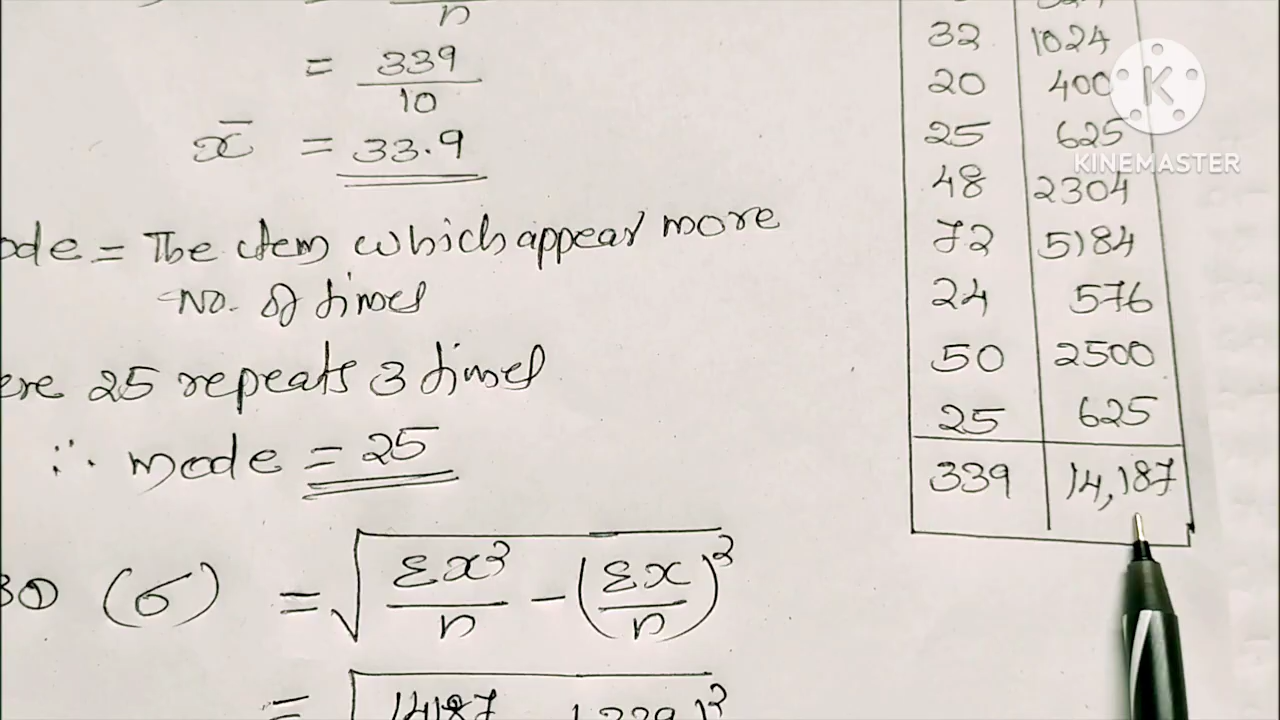 n
= 339
10
x̄ = 33.9
ode = The item which appear more
No. of times
ere 25 repeats 3 times
∴ mode = 25
(σ) = √ Σx² / n − (Σx / n)²
= √ 14187
32 1024
20 400
25 625
48 2304
72 5184
24 576
50 2500
25 625
339 14,187
K
KINEMASTER